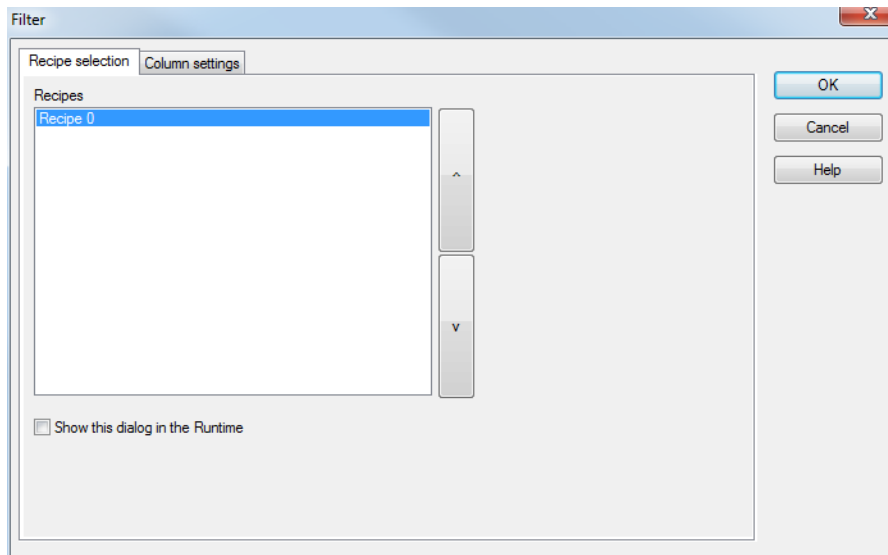 Filter
Recipe selection
Column settings
Recipes
Recipe 0
^
v
Show this dialog in the Runtime
OK
Cancel
Help